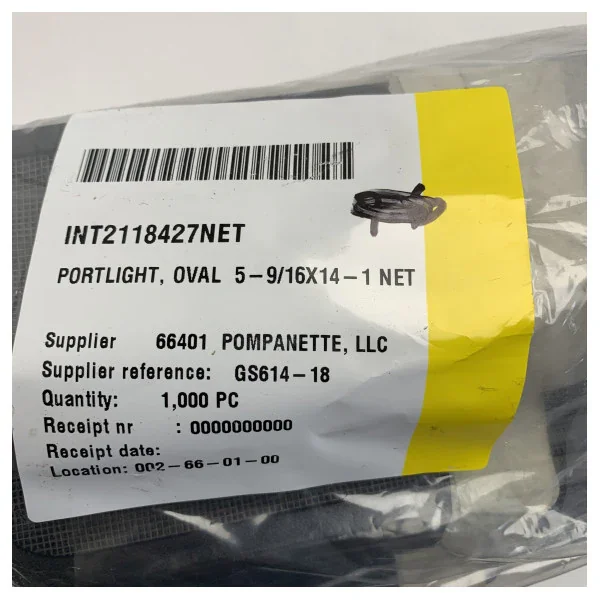 INT2118427NET
PORTLIGHT, OVAL 5-9/16X14-1 NET
Supplier 66401 POMPANETTE, LLC
Supplier reference: GS614-18
Quantity: 1,000 PC
Receipt nr : 0000000000
Receipt date:
Location: 002-66-01-00